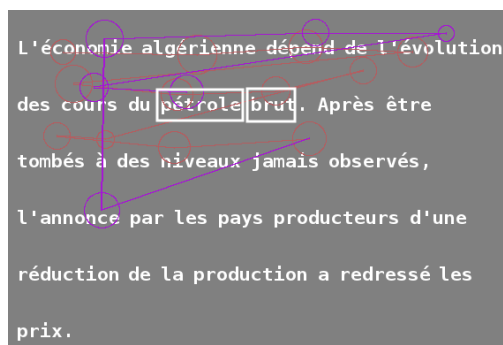 L'économie algérienne dépend de l'évolution
des cours du pétrole brut. Après être
tombés à des niveaux jamais observés,
l'annonce par les pays producteurs d'une
réduction de la production a redressé les
prix.